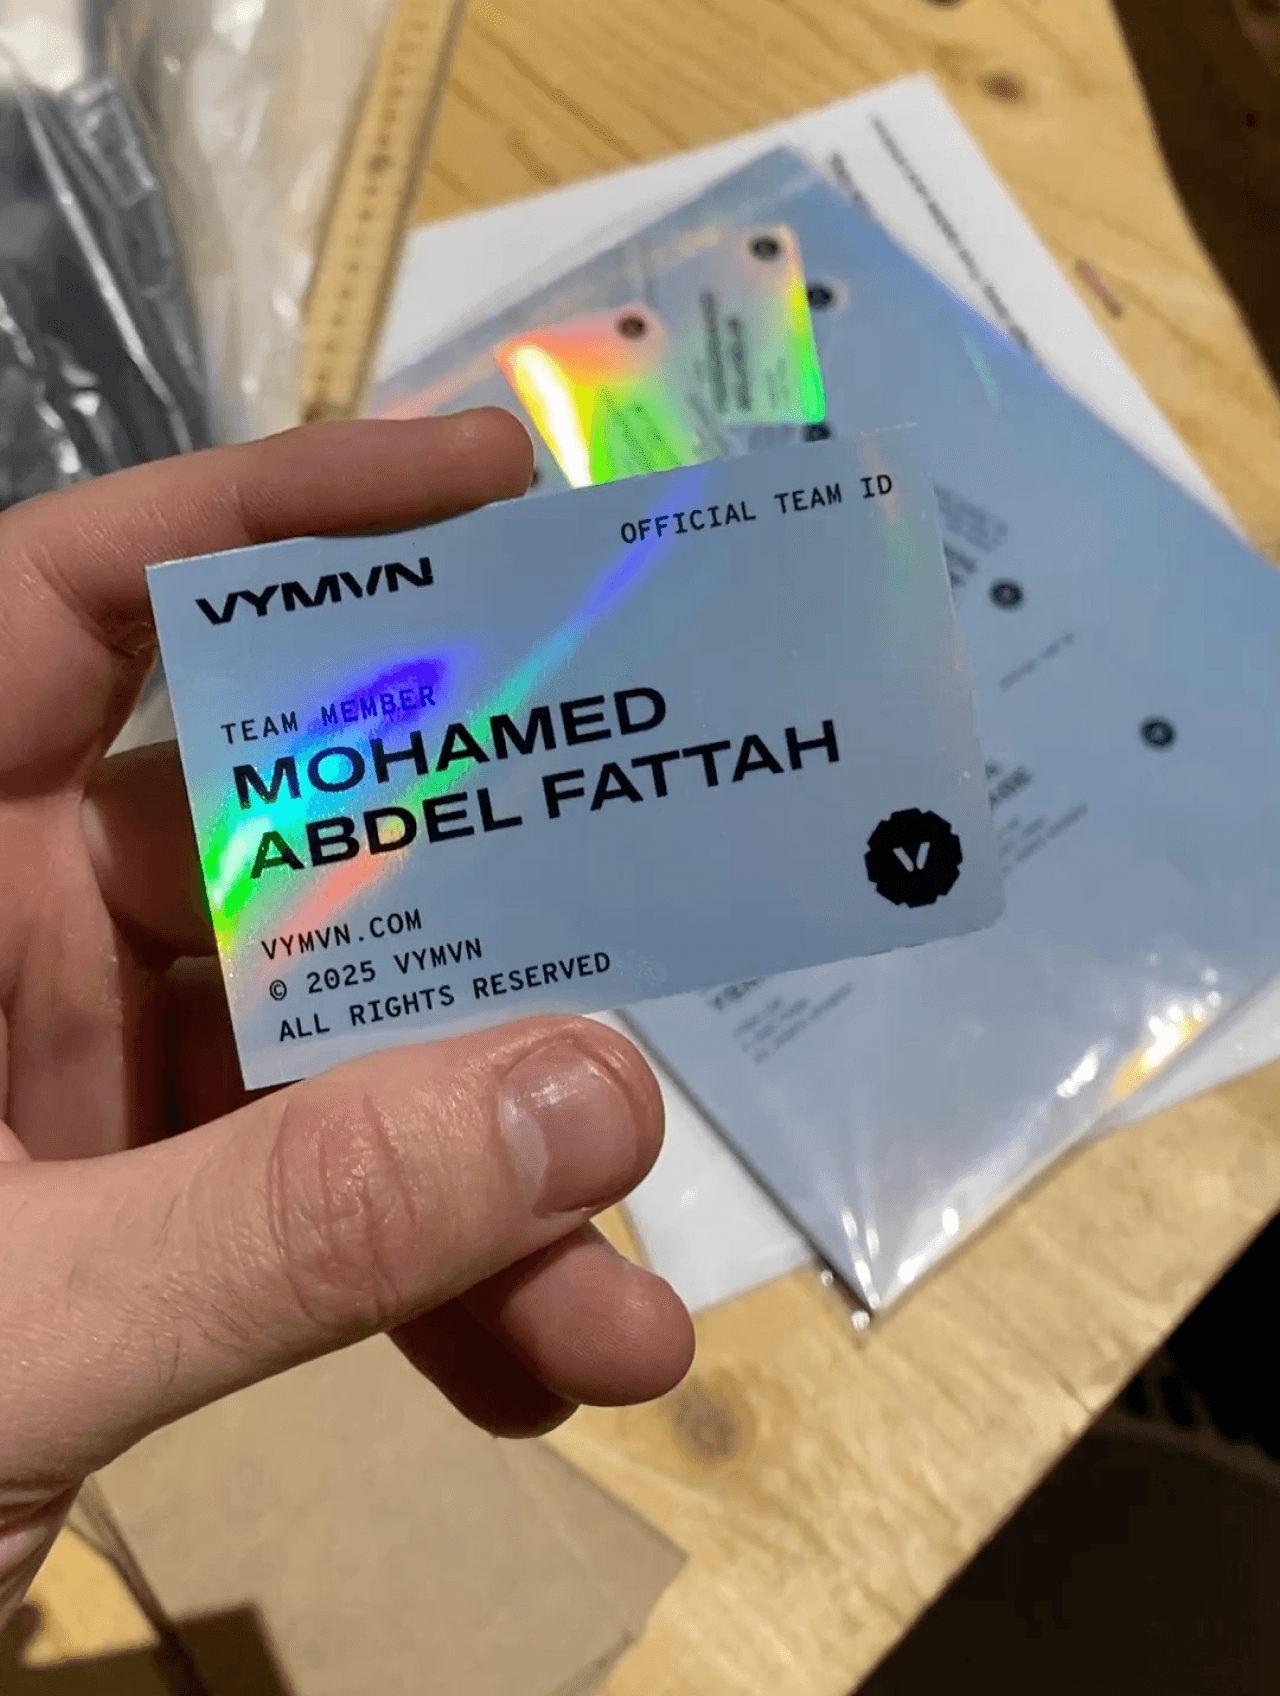 VYMVN
OFFICIAL TEAM ID
TEAM MEMBER
MOHAMED
ABDEL FATTAH
VYMVN.COM
© 2025 VYMVN
ALL RIGHTS RESERVED
V